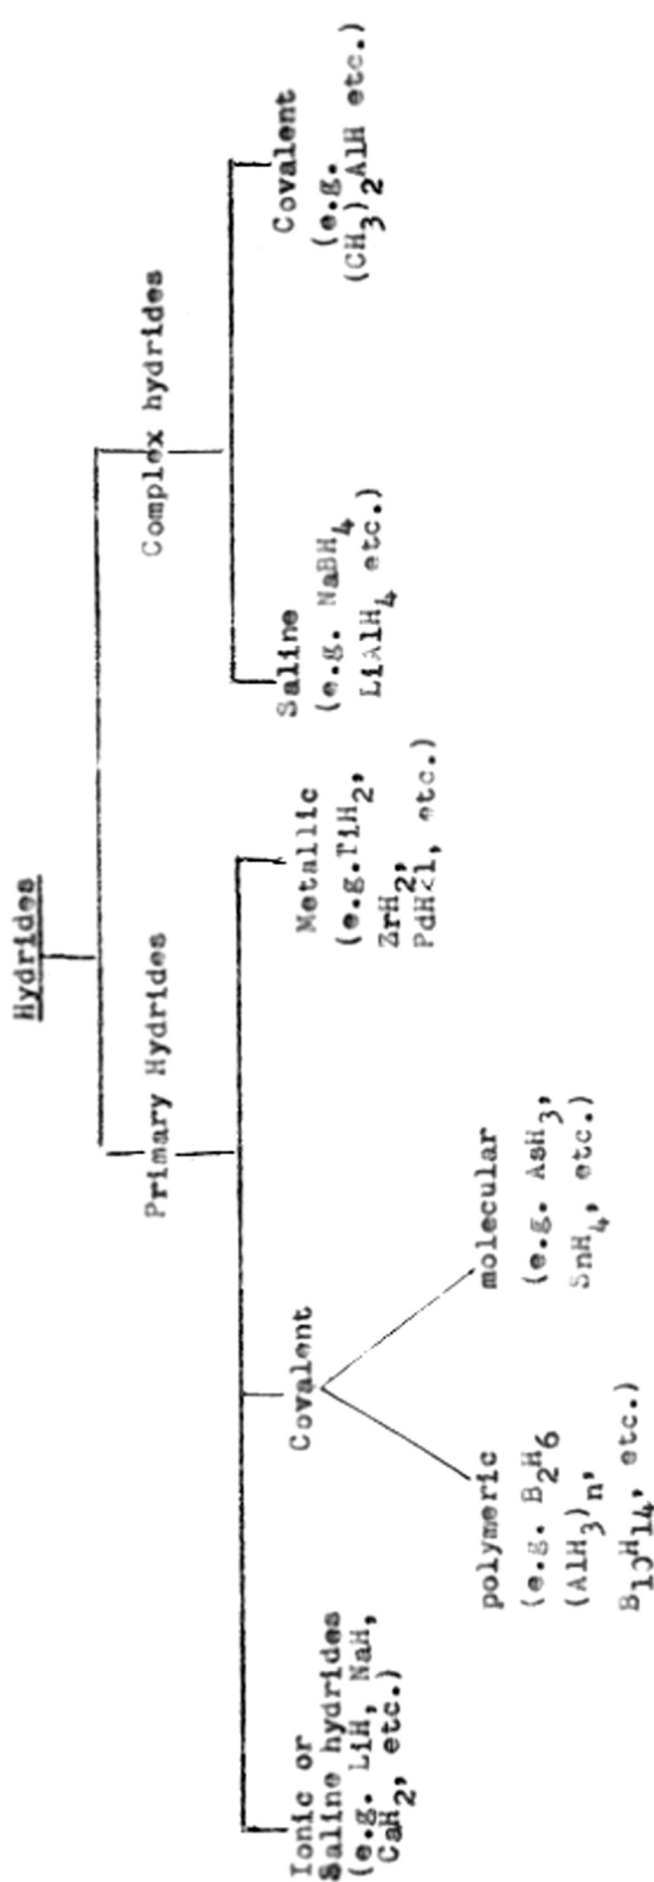 Hydrides
Primary Hydrides
Complex hydrides
Ionic or
Saline hydrides
(e.g. LiH, NaH,
CaH2, etc.)
Covalent
polymeric
(e.g. B2H6
(AlH3)n,
B10H14, etc.)
molecular
(e.g. AsH3,
SnH4, etc.)
Metallic
(e.g.TiH2,
ZrH2,
PdH<1, etc.)
Saline
(e.g. NaBH4
LiAlH4 etc.)
Covalent
(e.g.
(CH3)2AlH etc.)